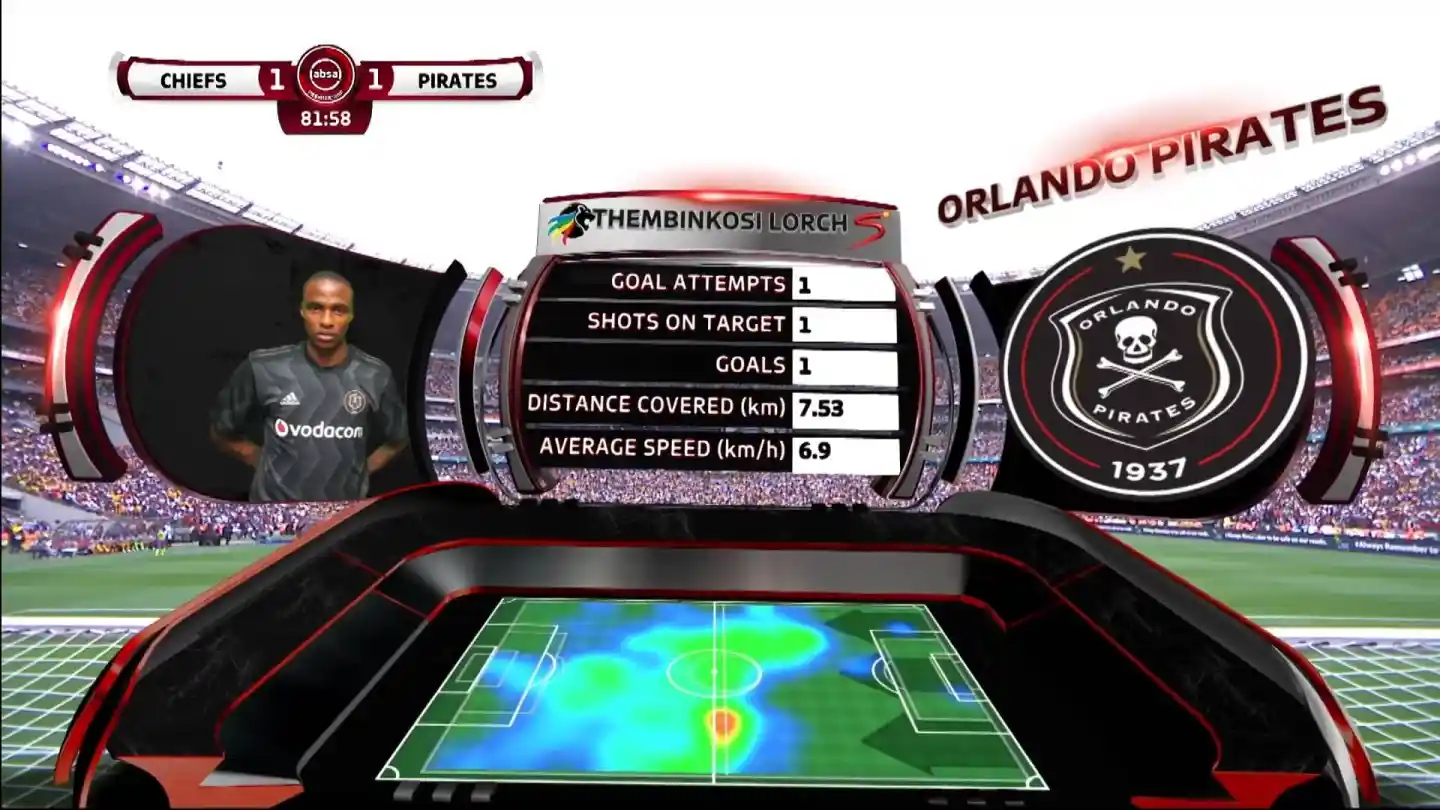 CHIEFS 1 absa 1 PIRATES
81:58
ORLANDO PIRATES
THEMBINKOSI LORCH S
GOAL ATTEMPTS 1
SHOTS ON TARGET 1
GOALS 1
DISTANCE COVERED (km) 7.53
AVERAGE SPEED (km/h) 6.9
vodacom
ORLANDO
PIRATES
1937